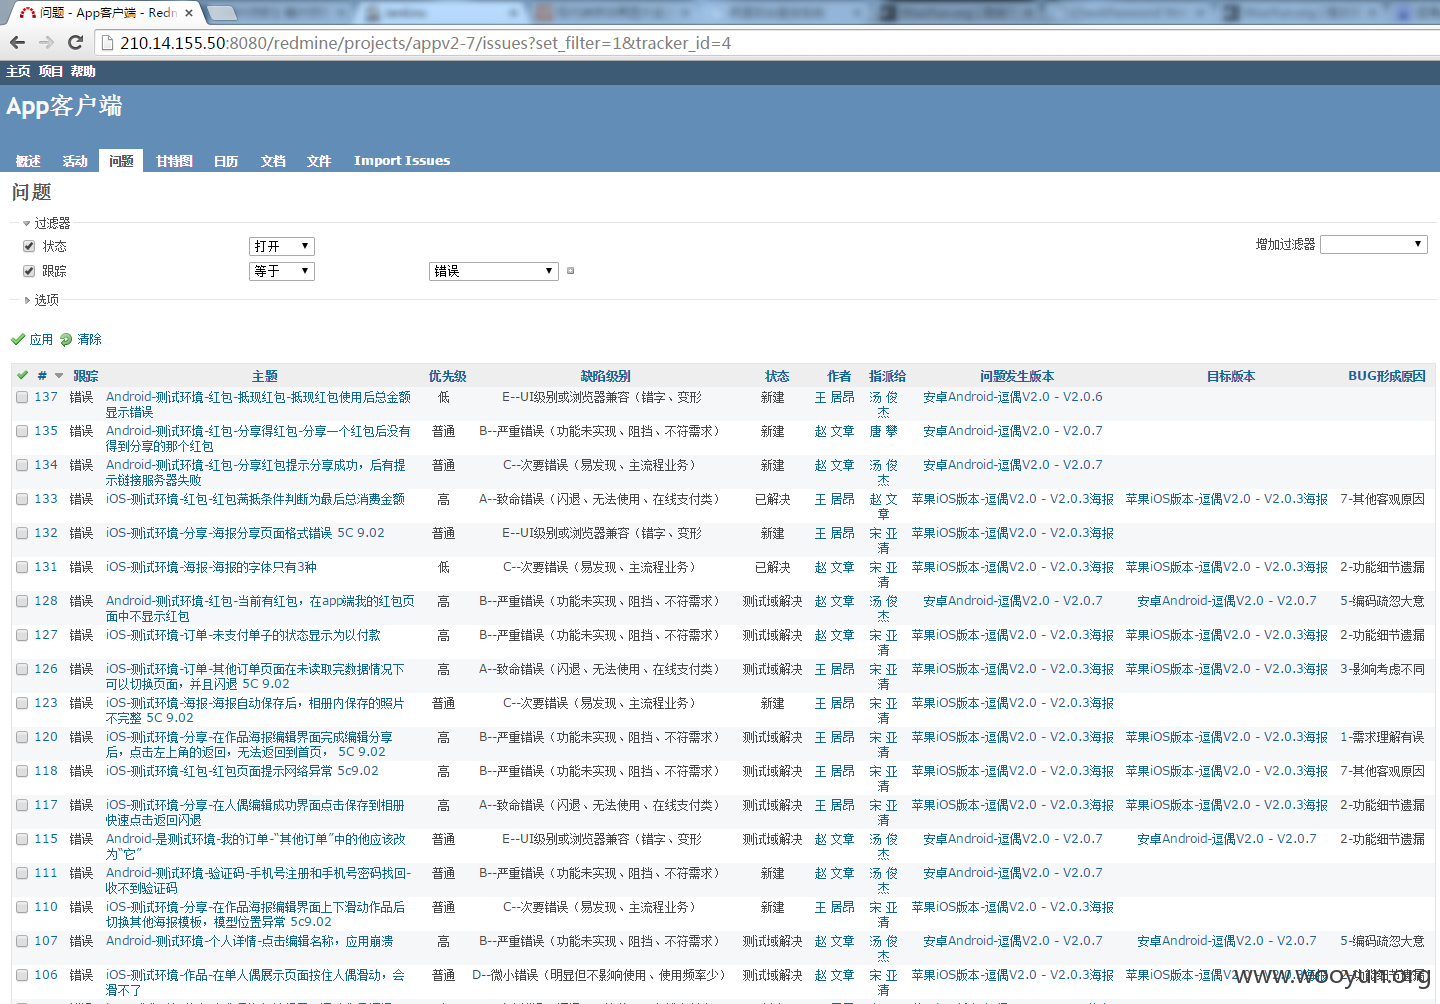 问题 - App客户端 - Redn
210.14.155.50:8080/redmine/projects/appv2-7/issues?set_filter=1&tracker_id=4
主页 项目 帮助
App客户端
概述 活动 问题 甘特图 日历 文档 文件 Import Issues
问题
过滤器
状态 打开 增加过滤器
跟踪 等于 错误
选项
应用 清除
# 跟踪 主题 优先级 缺陷级别 状态 作者 指派给 问题发生版本 目标版本 BUG形成原因
137 错误 Android-测试环境-红包-抵现红包-抵现红包使用后总金额 低 E--UI级别或浏览器兼容（错字、变形 新建 王 居昂 汤 俊 安卓Android-逗偶V2.0 - V2.0.6
显示错误 杰
135 错误 Android-测试环境-红包-分享得红包-分享一个红包后没有 普通 B--严重错误（功能未实现、阻挡、不符需求） 新建 赵 文章 唐 攀 安卓Android-逗偶V2.0 - V2.0.7
得到分享的那个红包
134 错误 Android-测试环境-红包-分享红包提示分享成功，后有提 普通 C--次要错误（易发现、主流程业务） 新建 赵 文章 汤 俊 安卓Android-逗偶V2.0 - V2.0.7
示链接服务器失败 杰
133 错误 iOS-测试环境-红包-红包满抵条件判断为最后总消费金额 高 A--致命错误（闪退、无法使用、在线支付类） 已解决 王 居昂 赵 文 苹果iOS版本-逗偶V2.0 - V2.0.3海报 苹果iOS版本-逗偶V2.0 - V2.0.3海报 7-其他客观原因
章
132 错误 iOS-测试环境-分享-海报分享页面格式错误 5C 9.02 普通 E--UI级别或浏览器兼容（错字、变形 新建 王 居昂 宋 亚 苹果iOS版本-逗偶V2.0 - V2.0.3海报
清
131 错误 iOS-测试环境-海报-海报的字体只有3种 低 C--次要错误（易发现、主流程业务） 已解决 赵 文章 宋 亚 苹果iOS版本-逗偶V2.0 - V2.0.3海报 苹果iOS版本-逗偶V2.0 - V2.0.3海报 2-功能细节遗漏
清
128 错误 Android-测试环境-红包-当前有红包，在app端我的红包页 高 B--严重错误（功能未实现、阻挡、不符需求） 测试域解决 赵 文章 汤 俊 安卓Android-逗偶V2.0 - V2.0.7 安卓Android-逗偶V2.0 - V2.0.7 5-编码疏忽大意
面中不显示红包 杰
127 错误 iOS-测试环境-订单-未支付单子的状态显示为以付款 高 B--严重错误（功能未实现、阻挡、不符需求） 测试域解决 赵 文章 宋 亚 苹果iOS版本-逗偶V2.0 - V2.0.3海报 苹果iOS版本-逗偶V2.0 - V2.0.3海报 2-功能细节遗漏
清
126 错误 iOS-测试环境-订单-其他订单页面在未读取完数据情况下 高 A--致命错误（闪退、无法使用、在线支付类） 测试域解决 王 居昂 宋 亚 苹果iOS版本-逗偶V2.0 - V2.0.3海报 苹果iOS版本-逗偶V2.0 - V2.0.3海报 3-影响考虑不同
可以切换页面，并且闪退 5C 9.02 清
123 错误 iOS-测试环境-海报-海报自动保存后，相册内保存的照片 普通 C--次要错误（易发现、主流程业务） 新建 王 居昂 宋 亚 苹果iOS版本-逗偶V2.0 - V2.0.3海报
不完整 5C 9.02 清
120 错误 iOS-测试环境-分享-在作品海报编辑界面完成编辑分享 高 B--严重错误（功能未实现、阻挡、不符需求） 测试域解决 王 居昂 宋 亚 苹果iOS版本-逗偶V2.0 - V2.0.3海报 苹果iOS版本-逗偶V2.0 - V2.0.3海报 1-需求理解有误
后，点击左上角的返回，无法返回到首页， 5C 9.02 清
118 错误 iOS-测试环境-红包-红包页面提示网络异常 5c9.02 高 B--严重错误（功能未实现、阻挡、不符需求） 测试域解决 王 居昂 宋 亚 苹果iOS版本-逗偶V2.0 - V2.0.3海报 苹果iOS版本-逗偶V2.0 - V2.0.3海报 7-其他客观原因
清
117 错误 iOS-测试环境-分享-在人偶编辑成功界面点击保存到相册 高 A--致命错误（闪退、无法使用、在线支付类） 测试域解决 王 居昂 宋 亚 苹果iOS版本-逗偶V2.0 - V2.0.3海报 苹果iOS版本-逗偶V2.0 - V2.0.3海报 2-功能细节遗漏
快速点击返回闪退 清
115 错误 Android-是测试环境-我的订单-“其他订单”中的他应该改 普通 E--UI级别或浏览器兼容（错字、变形 测试域解决 王 居昂 汤 俊 安卓Android-逗偶V2.0 - V2.0.7 安卓Android-逗偶V2.0 - V2.0.7 2-功能细节遗漏
为“它” 杰
111 错误 Android-测试环境-验证码-手机号注册和手机号密码找回- 普通 B--严重错误（功能未实现、阻挡、不符需求） 新建 赵 文章 汤 俊 安卓Android-逗偶V2.0 - V2.0.7
收不到验证码 杰
110 错误 iOS-测试环境-分享-在作品海报编辑界面上下滑动作品后 普通 C--次要错误（易发现、主流程业务） 新建 王 居昂 宋 亚 苹果iOS版本-逗偶V2.0 - V2.0.3海报
切换其他海报模板，模型位置异常 5c9.02 清
107 错误 Android-测试环境-个人详情-点击编辑名称，应用崩溃 高 B--严重错误（功能未实现、阻挡、不符需求） 测试域解决 赵 文章 汤 俊 安卓Android-逗偶V2.0 - V2.0.7 安卓Android-逗偶V2.0 - V2.0.7 5-编码疏忽大意
杰
106 错误 iOS-测试环境-作品-在单人偶展示页面按住人偶滑动，会 普通 D--微小错误（明显但不影响使用、使用频率少） 测试域解决 赵 文章 宋 亚 苹果iOS版本-逗偶V2.0 - V2.0.3海报 苹果iOS版本-逗偶V2.0 - V2.0.3海报 2-功能细节遗漏
滑不了 清
www.wooyun.org